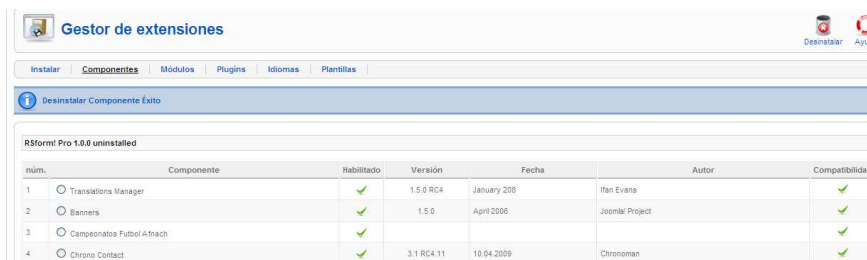 Gestor de extensiones
Desinstalar Ayu
Instalar Componentes Módulos Plugins Idiomas Plantillas
Desinstalar Componente Éxito
RSform! Pro 1.0.0 uninstalled
núm. Componente Habilitado Versión Fecha Autor Compatibilida
1 Translations Manager 1.5.0 RC4 January 208 Ifan Evans
2 Banners 1.5.0 April 2006 Joomla! Project
3 Campeonatos Futbol Afnach
4 Chrono Contact 3.1 RC4.11 10.04.2009 Chronoman